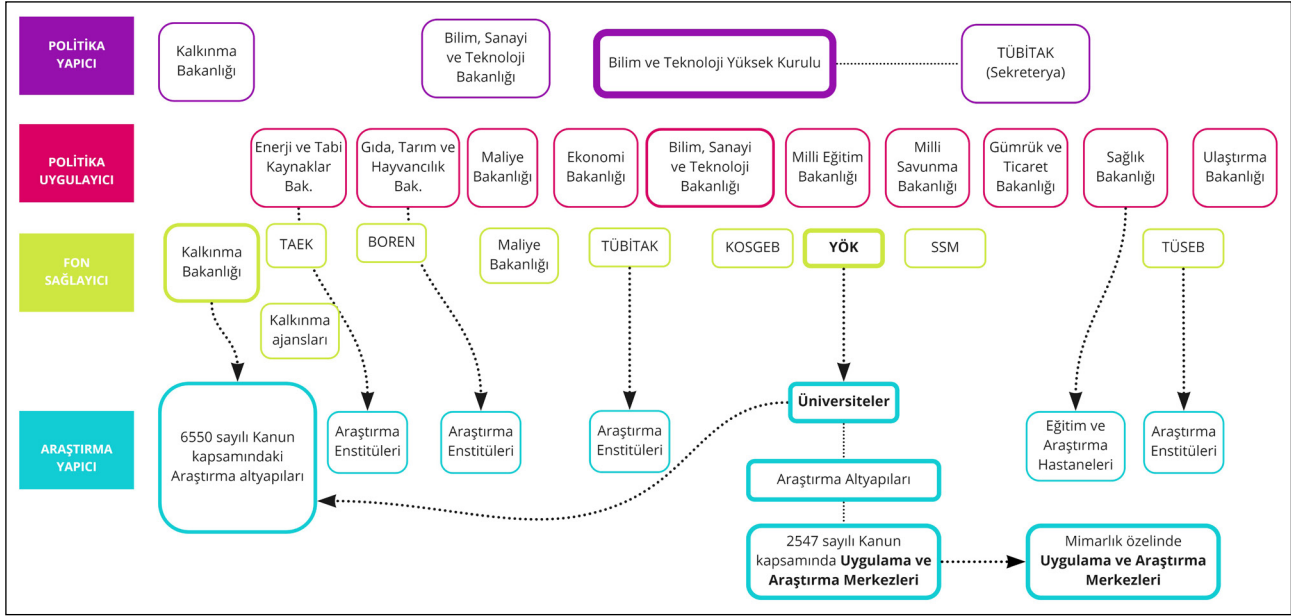 POLİTİKA
YAPICI
Kalkınma
Bakanlığı
Bilim, Sanayi
ve Teknoloji
Bakanlığı
Bilim ve Teknoloji Yüksek Kurulu
TÜBİTAK
(Sekreterya)
POLİTİKA
UYGULAYICI
Enerji ve Tabi
Kaynaklar
Bak.
Gıda, Tarım ve
Hayvancılık
Bak.
Maliye
Bakanlığı
Ekonomi
Bakanlığı
Bilim, Sanayi
ve Teknoloji
Bakanlığı
Milli Eğitim
Bakanlığı
Milli
Savunma
Bakanlığı
Gümrük ve
Ticaret
Bakanlığı
Sağlık
Bakanlığı
Ulaştırma
Bakanlığı
FON
SAĞLAYICI
Kalkınma
Bakanlığı
TAEK
BOREN
Maliye
Bakanlığı
TÜBİTAK
KOSGEB
YÖK
SSM
TÜSEB
Kalkınma
ajansları
ARAŞTIRMA
YAPICI
6550 sayılı Kanun
kapsamındaki
Araştırma altyapıları
Araştırma
Enstitüleri
Araştırma
Enstitüleri
Araştırma
Enstitüleri
Üniversiteler
Eğitim ve
Araştırma
Hastaneleri
Araştırma
Enstitüleri
Araştırma Altyapıları
2547 sayılı Kanun
kapsamında Uygulama ve
Araştırma Merkezleri
Mimarlık özelinde
Uygulama ve Araştırma
Merkezleri